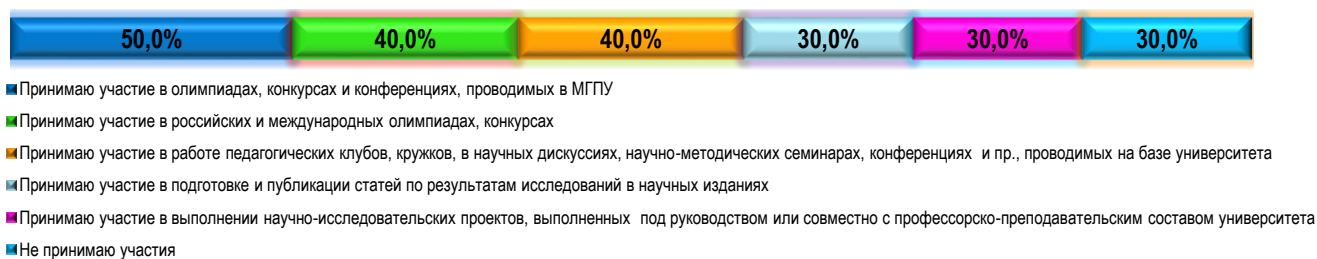 50,0% 40,0% 40,0% 30,0% 30,0% 30,0%
Принимаю участие в олимпиадах, конкурсах и конференциях, проводимых в МГПУ
Принимаю участие в российских и международных олимпиадах, конкурсах
Принимаю участие в работе педагогических клубов, кружков, в научных дискуссиях, научно-методических семинарах, конференциях и пр., проводимых на базе университета
Принимаю участие в подготовке и публикации статей по результатам исследований в научных изданиях
Принимаю участие в выполнении научно-исследовательских проектов, выполненных под руководством или совместно с профессорско-преподавательским составом университета
Не принимаю участия